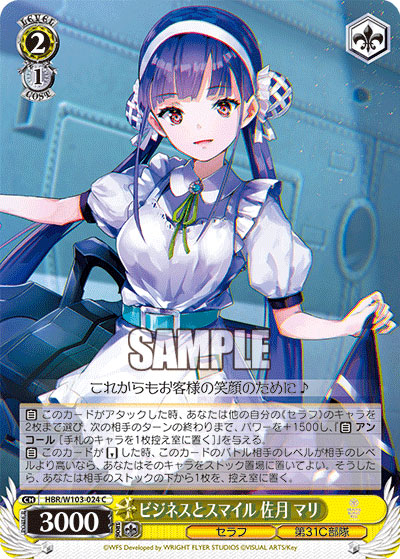 LEVEL
2
1
COST
SAMPLE
これからもお客様の笑顔のために♪
自 このカードがアタックした時、あなたは他の自分の《セラフ》のキャラを
2枚まで選び、次の相手のターンの終わりまで、パワーを＋1500し、『自 アン
コール ［手札のキャラを1枚控え室に置く］』を与える。
自 このカードが
このカードのバトル相手のレベルが相手のレベル
より高いなら、あなたはそのキャラをストック置場に置いてよい。そうした
ら、あなたは相手のストックの下から1枚を、控え室に置く。
CH HBR/W103-024 C
3000
ビジネスとスマイル 佐月 マリ
セラフ
第31C部隊
©WFS Developed by WRIGHT FLYER STUDIOS ©VISUAL ARTS/Key